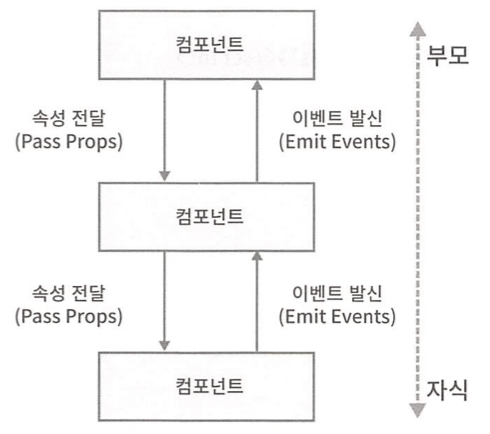 컴포넌트
부모
속성 전달
(Pass Props)
이벤트 발신
(Emit Events)
컴포넌트
속성 전달
(Pass Props)
이벤트 발신
(Emit Events)
컴포넌트
자식